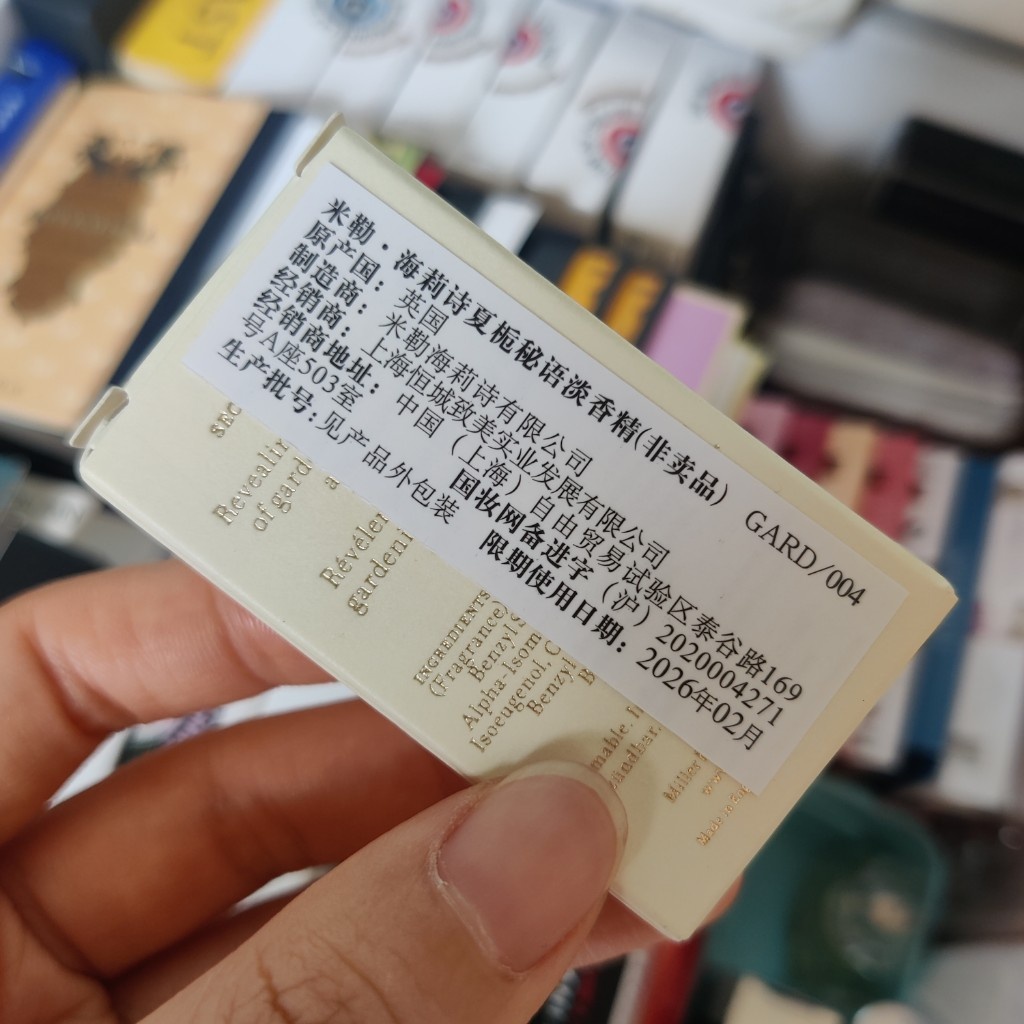 米勒·海莉诗夏栀秘语淡香精(非卖品) GARD/004
原产国：英国
制造商：米勒海莉诗有限公司
经销商：上海恒城致美实业发展有限公司
经销商地址：中国（上海）自由贸易试验区泰谷路169
号A座503室 国妆网备进字（沪）2020004271
生产批号:见产品外包装 限期使用日期：2026年02月
Revealin
of gard
Révéler
gardeni
INGREDIENTS
(Fragrance)
Benzyl
Alpha-Isom
Isoeugenol, C
Benzyl
mable.
Miller
www
Made in